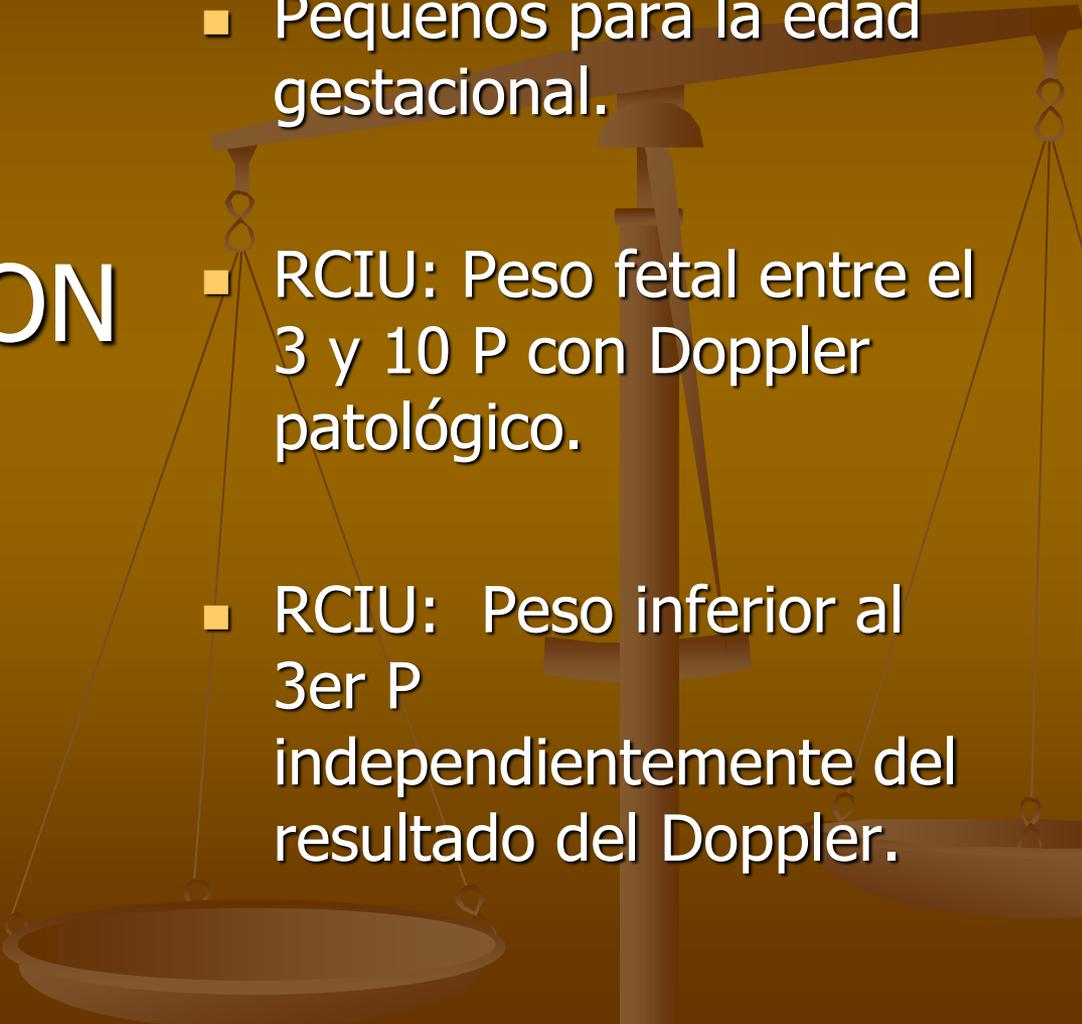 Pequeños para la edad
gestacional.
ON
RCIU: Peso fetal entre el
3 y 10 P con Doppler
patológico.
RCIU:  Peso inferior al
3er P
independientemente del
resultado del Doppler.